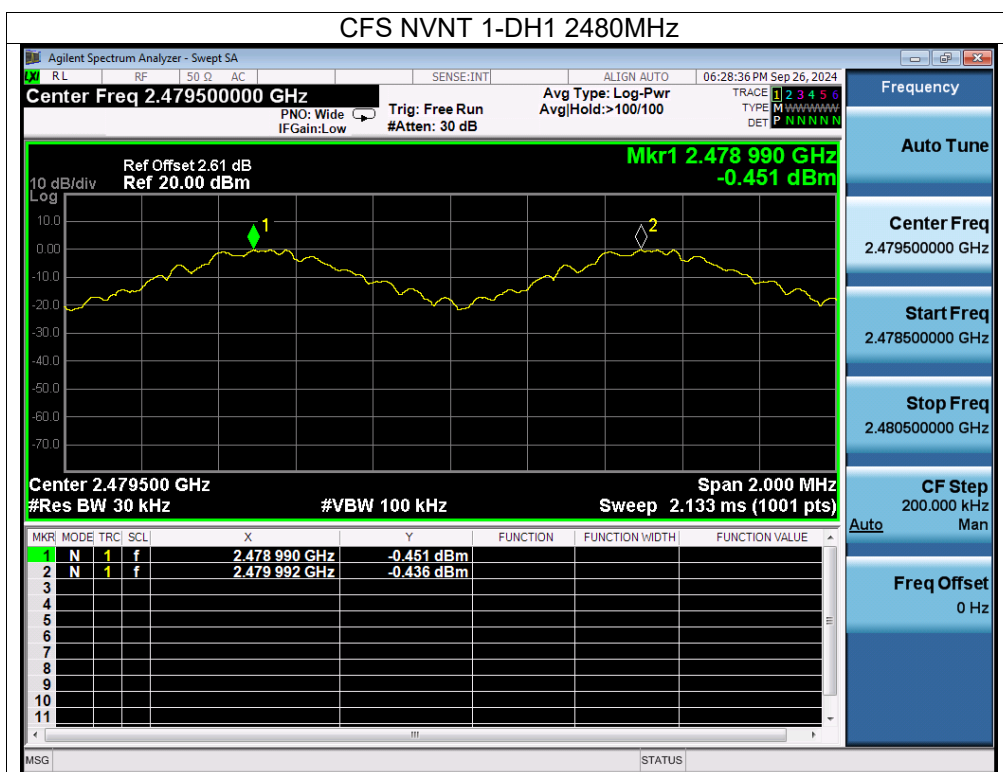 CFS NVNT 1-DH1 2480MHz
Agilent Spectrum Analyzer - Swept SA
LXI RL RF 50 Ω AC SENSE:INT ALIGN AUTO 06:28:36 PM Sep 26, 2024
Center Freq 2.479500000 GHz
PNO: Wide
IFGain:Low
Trig: Free Run
#Atten: 30 dB
Avg Type: Log-Pwr
Avg|Hold:>100/100
TRACE 1 2 3 4 5 6
TYPE M WWWWW
DET P N N N N N
Mkr1 2.478 990 GHz
-0.451 dBm
Ref Offset 2.61 dB
10 dB/div Ref 20.00 dBm
Log
10.0
0.00
-10.0
-20.0
-30.0
-40.0
-50.0
-60.0
-70.0
1
2
Center 2.479500 GHz Span 2.000 MHz
#Res BW 30 kHz #VBW 100 kHz Sweep 2.133 ms (1001 pts)
MKR MODE TRC SCL X Y FUNCTION FUNCTION WIDTH FUNCTION VALUE
1 N 1 f 2.478 990 GHz -0.451 dBm
2 N 1 f 2.479 992 GHz -0.436 dBm
3
4
5
6
7
8
9
10
11
MSG STATUS
Frequency
Auto Tune
Center Freq
2.479500000 GHz
Start Freq
2.478500000 GHz
Stop Freq
2.480500000 GHz
CF Step
200.000 kHz
Auto Man
Freq Offset
0 Hz